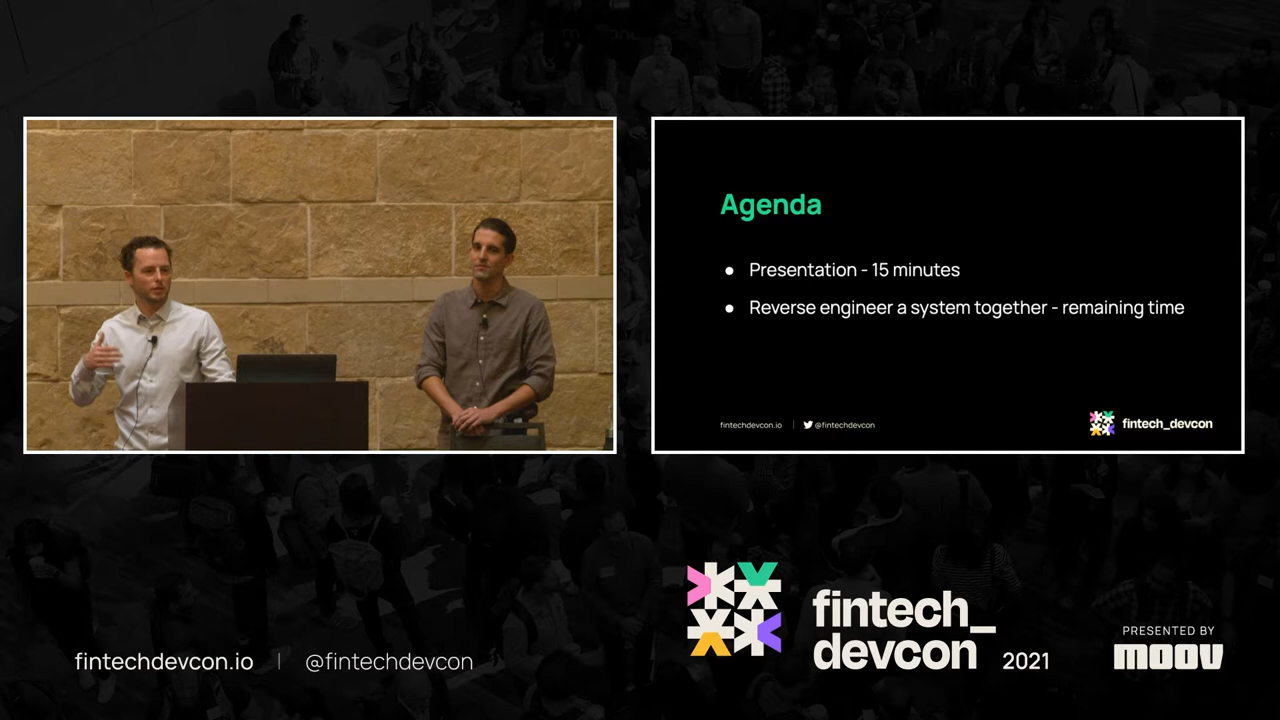 Agenda
● Presentation - 15 minutes
● Reverse engineer a system together - remaining time
fintechdevcon.io | @fintechdevcon
fintech_devcon
fintechdevcon.io | @fintechdevcon
fintech_
devcon 2021
PRESENTED BY
moov